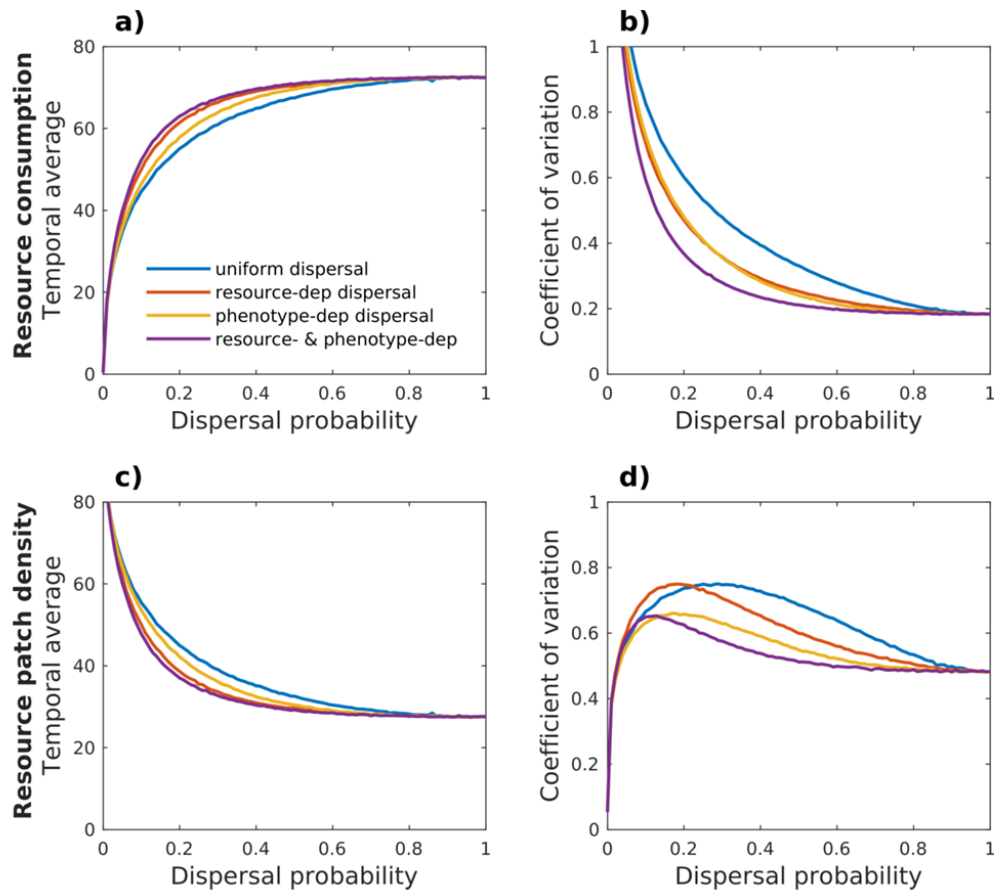 a)
Resource consumption
Temporal average
80
60
40
20
0
uniform dispersal
resource-dep dispersal
phenotype-dep dispersal
resource- & phenotype-dep
0 0.2 0.4 0.6 0.8 1
Dispersal probability
b)
Coefficient of variation
1
0.8
0.6
0.4
0.2
0
0 0.2 0.4 0.6 0.8 1
Dispersal probability
c)
Resource patch density
Temporal average
80
60
40
20
0
0 0.2 0.4 0.6 0.8 1
Dispersal probability
d)
Coefficient of variation
1
0.8
0.6
0.4
0.2
0
0 0.2 0.4 0.6 0.8 1
Dispersal probability